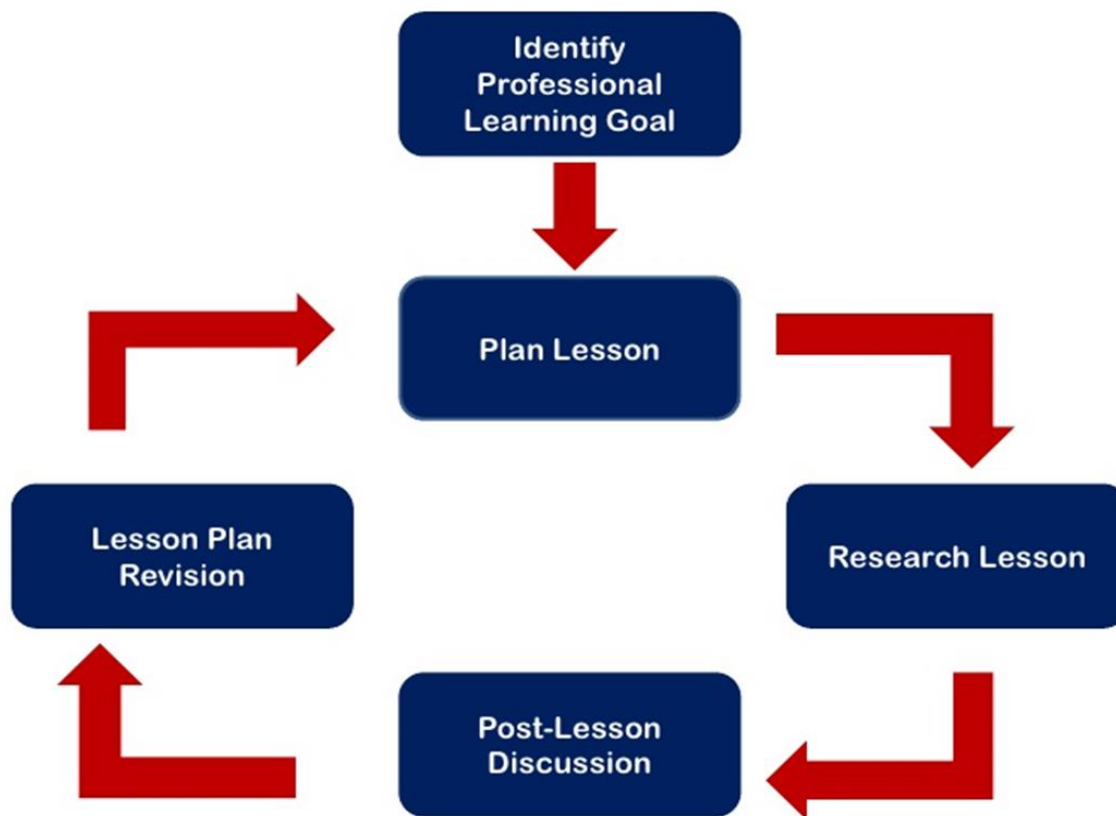 Identify
Professional
Learning Goal
Plan Lesson
Research Lesson
Post-Lesson
Discussion
Lesson Plan
Revision